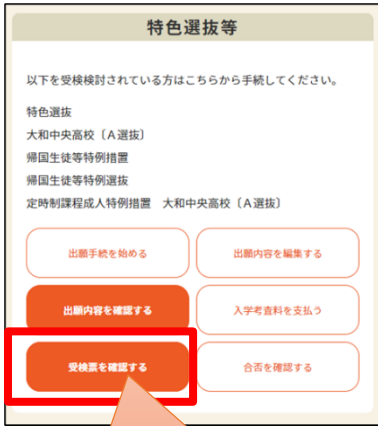 特色選抜等
以下を受検検討されている方はこちらから手続してください。
特色選抜
大和中央高校〔Ａ選抜〕
帰国生徒等特例措置
帰国生徒等特例選抜
定時制課程成人特例措置　大和中央高校〔Ａ選抜〕
出願手続を始める
出願内容を編集する
出願内容を確認する
入学考査料を支払う
受検票を確認する
合否を確認する